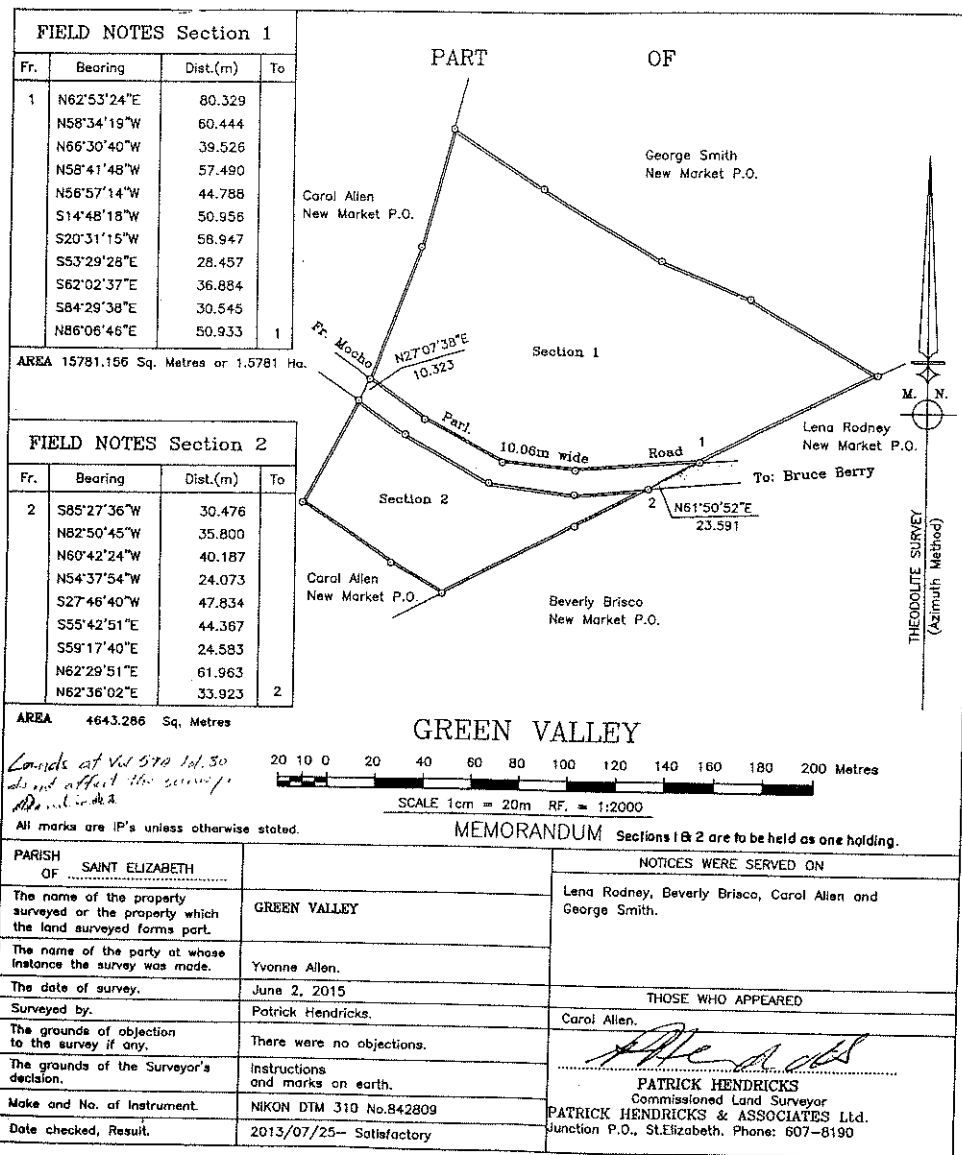 FIELD NOTES Section 1
Fr. Bearing Dist.(m) To
1 N62°53'24"E 80.329
N58°34'19"W 60.444
N66°30'40"W 39.526
N58°41'48"W 57.490
N56°57'14"W 44.788
S14°48'18"W 50.956
S20°31'15"W 58.947
S53°29'28"E 28.457
S62°02'37"E 36.884
S84°29'38"E 30.545
N86°06'46"E 50.933 1
AREA 15781.156 Sq. Metres or 1.5781 Ha.
FIELD NOTES Section 2
Fr. Bearing Dist.(m) To
2 S85°27'36"W 30.476
N82°50'45"W 35.800
N60°42'24"W 40.187
N54°37'54"W 24.073
S27°46'40"W 47.834
S55°42'51"E 44.367
S59°17'40"E 24.583
N62°29'51"E 61.963
N62°36'02"E 33.923 2
AREA 4643.286 Sq. Metres
PART OF
George Smith
New Market P.O.
Carol Allen
New Market P.O.
Fr. Mocho
N27°07'38"E
10.323
Section 1
Parl. 10.06m wide Road 1
M. N.
Lena Rodney
New Market P.O.
To: Bruce Berry
Section 2
2
N61°50'52"E
23.591
Carol Allen
New Market P.O.
Beverly Brisco
New Market P.O.
THEODOLITE SURVEY
(Azimuth Method)
GREEN VALLEY
Lands at Vol 578 fol. 30
do not affect the survey
20 10 0 20 40 60 80 100 120 140 160 180 200 Metres
SCALE 1cm = 20m RF. = 1:2000
All marks are IP's unless otherwise stated.
MEMORANDUM Sections 1 & 2 are to be held as one holding.
PARISH
OF SAINT ELIZABETH
The name of the property
surveyed or the property which
the land surveyed forms part.
GREEN VALLEY
The name of the party at whose
instance the survey was made.
Yvonne Allen.
The date of survey.
June 2, 2015
Surveyed by.
Patrick Hendricks.
The grounds of objection
to the survey if any.
There were no objections.
The grounds of the Surveyor's
decision.
Instructions
and marks on earth.
Make and No. of Instrument.
NIKON DTM 310 No.842809
Date checked, Result.
2013/07/25-- Satisfactory
NOTICES WERE SERVED ON
Lena Rodney, Beverly Brisco, Carol Allen and
George Smith.
THOSE WHO APPEARED
Carol Allen.
PATRICK HENDRICKS
Commissioned Land Surveyor
PATRICK HENDRICKS & ASSOCIATES Ltd.
Junction P.O., St.Elizabeth. Phone: 607-8190